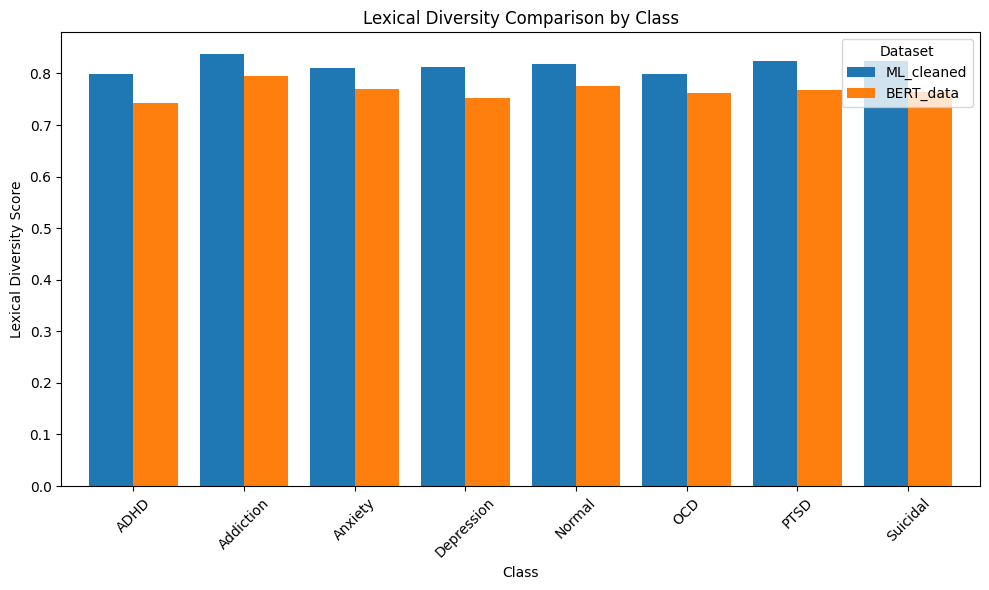 Lexical Diversity Comparison by Class
Dataset
ML_cleaned
BERT_data
Lexical Diversity Score
0.8
0.7
0.6
0.5
0.4
0.3
0.2
0.1
0.0
ADHD
Addiction
Anxiety
Depression
Normal
OCD
PTSD
Suicidal
Class